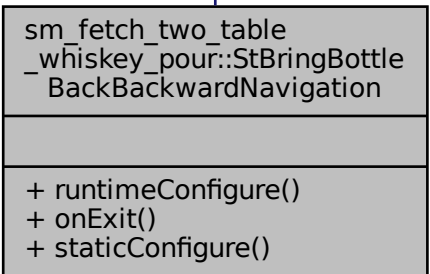 sm_fetch_two_table
_whiskey_pour::StBringBottle
BackBackwardNavigation
+ runtimeConfigure()
+ onExit()
+ staticConfigure()